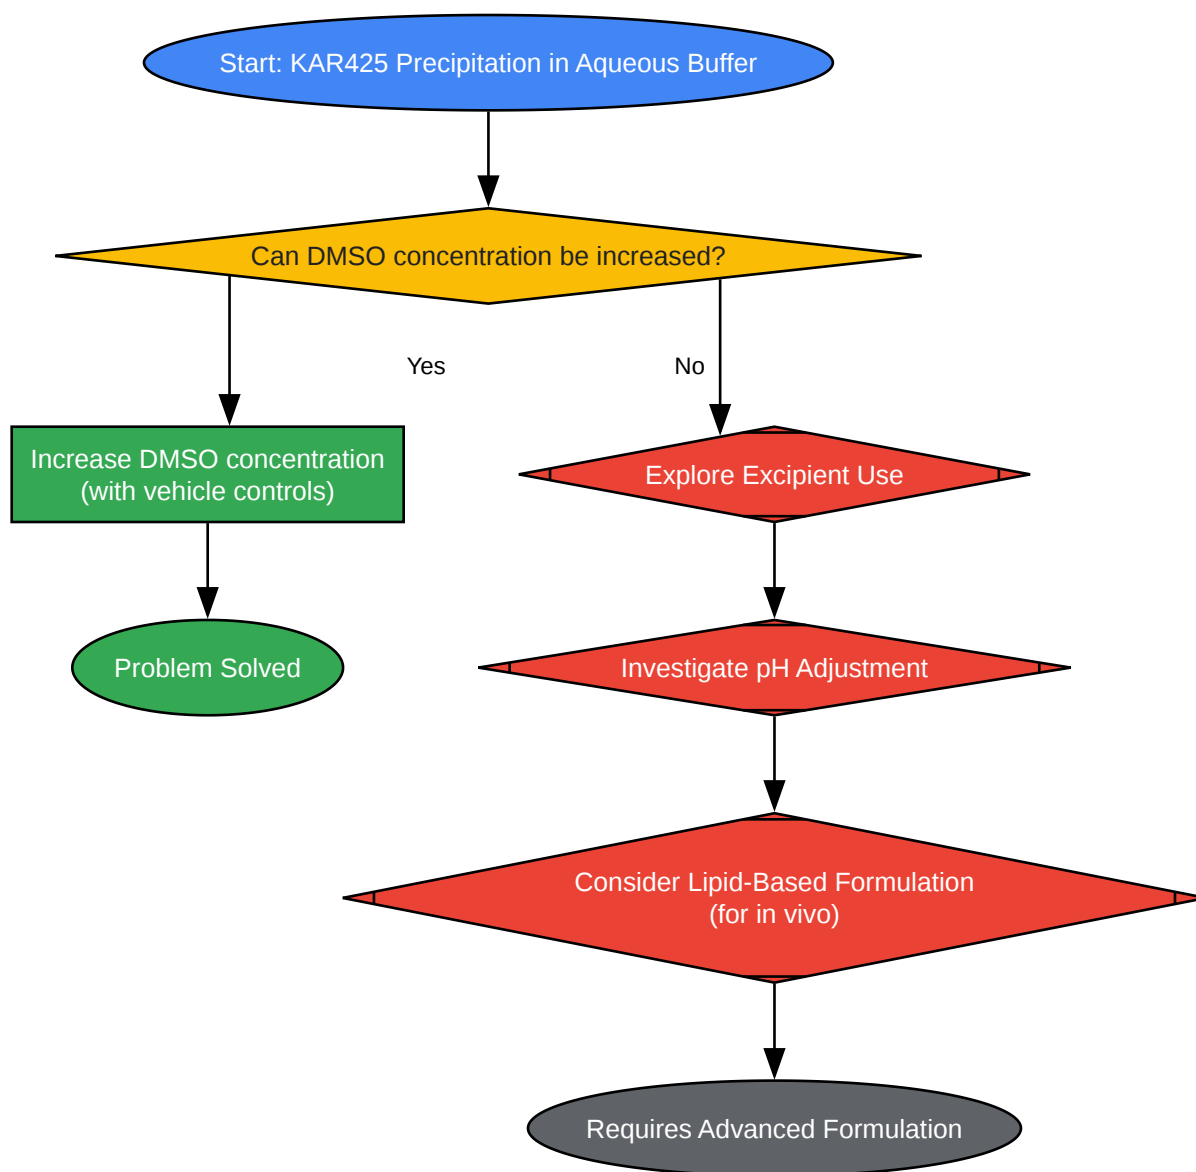 Start: KAR425 Precipitation in Aqueous Buffer
Can DMSO concentration be increased?
Yes
No
Increase DMSO concentration
(with vehicle controls)
Explore Excipient Use
Problem Solved
Investigate pH Adjustment
Consider Lipid-Based Formulation
(for in vivo)
Requires Advanced Formulation